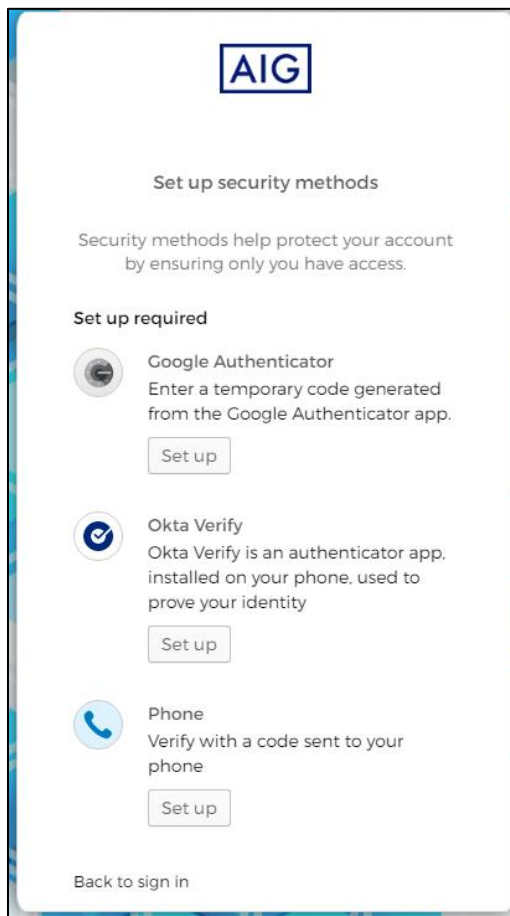 AIG
Set up security methods
Security methods help protect your account
by ensuring only you have access.
Set up required
Google Authenticator
Enter a temporary code generated
from the Google Authenticator app.
Set up
Okta Verify
Okta Verify is an authenticator app,
installed on your phone, used to
prove your identity
Set up
Phone
Verify with a code sent to your
phone
Set up
Back to sign in